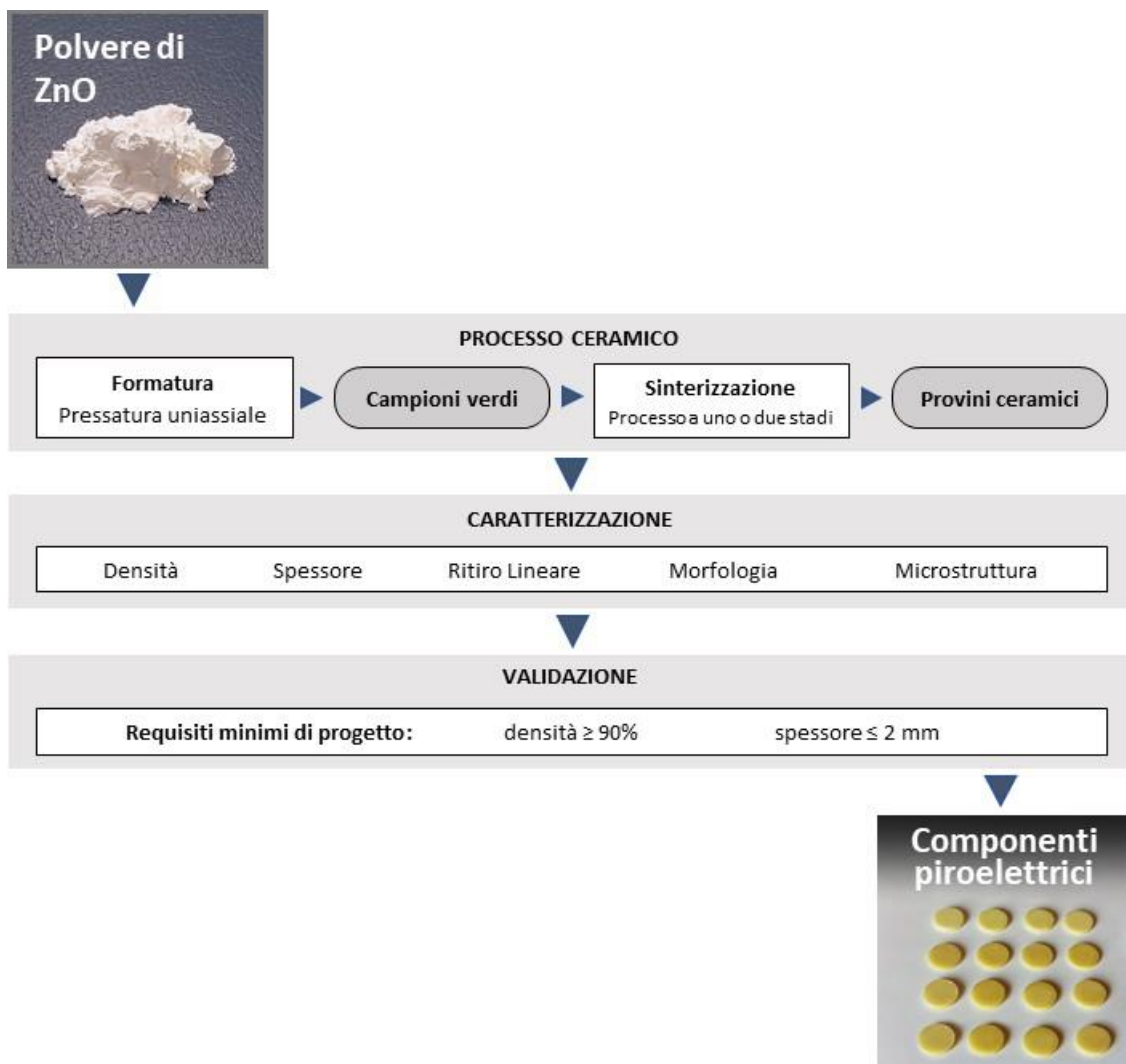 Polvere di
ZnO
PROCESSO CERAMICO
Formatura
Pressatura uniassiale
Campioni verdi
Sinterizzazione
Processo a uno o due stadi
Provini ceramici
CARATTERIZZAZIONE
Densità Spessore Ritiro Lineare Morfologia Microstruttura
VALIDAZIONE
Requisiti minimi di progetto: densità ≥ 90% spessore ≤ 2 mm
Componenti
piroelettrici